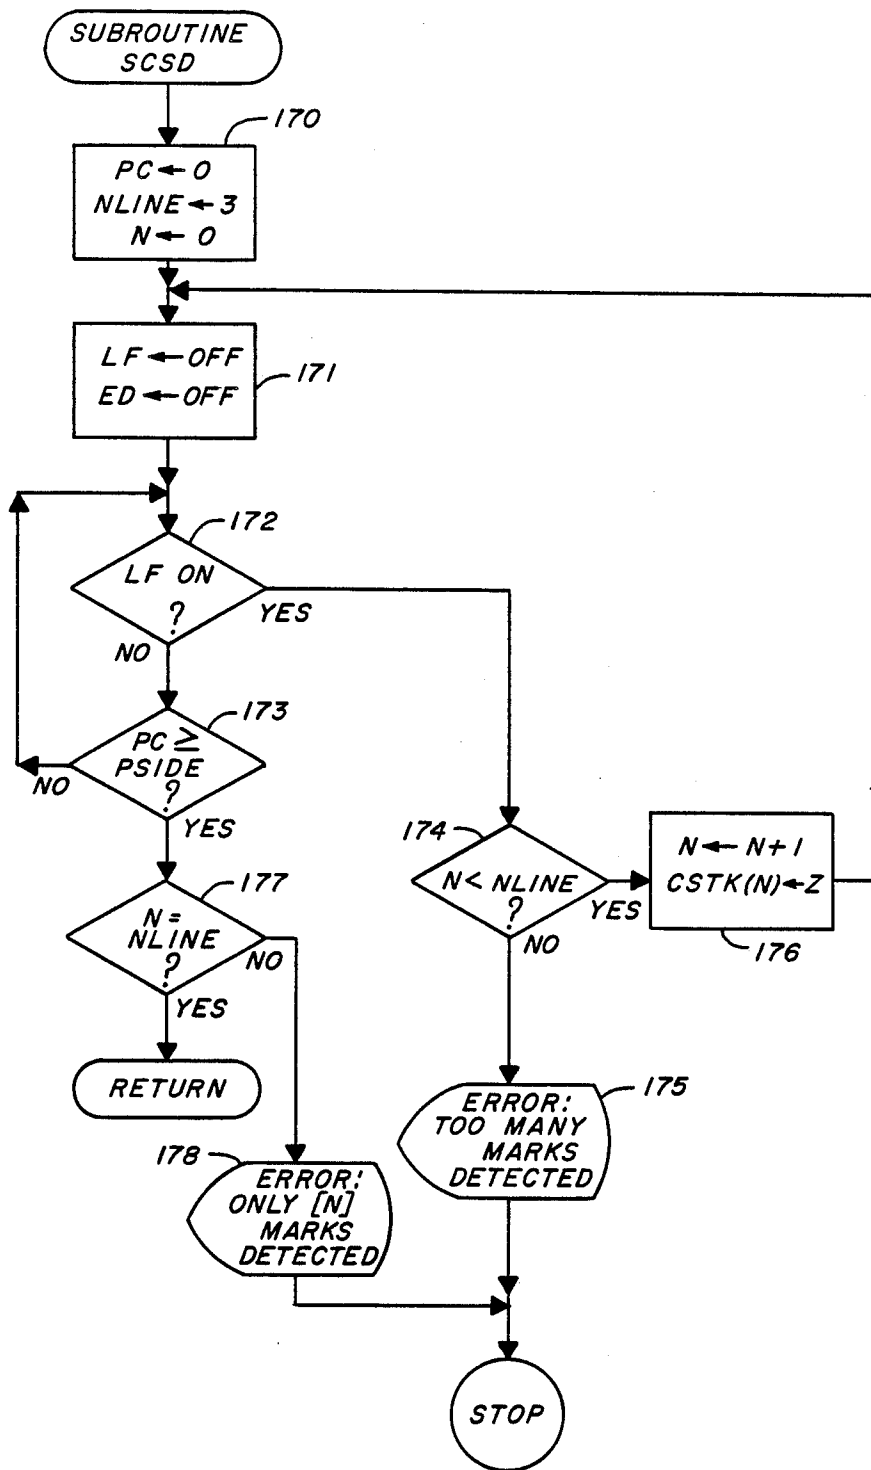 SUBROUTINE
SCSD
170
PC ← 0
NLINE ← 3
N ← 0
LF ← OFF
ED ← OFF
171
172
LF ON
?
YES
NO
173
PC ≥
PSIDE
?
NO
YES
174
N < NLINE
?
YES
NO
N ← N + 1
CSTK(N) ← Z
176
177
N =
NLINE
?
NO
YES
RETURN
175
ERROR:
TOO MANY
MARKS
DETECTED
178
ERROR:
ONLY [N]
MARKS
DETECTED
STOP